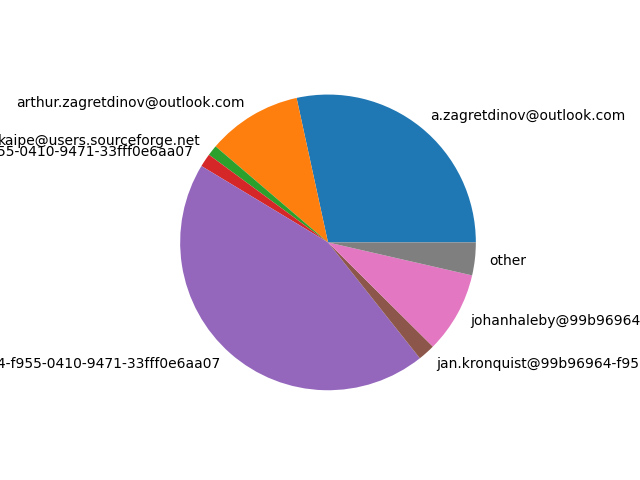 arthur.zagretdinov@outlook.com
a.zagretdinov@outlook.com
kaipe@users.sourceforge.net
55-0410-9471-33fff0e6aa07
other
johanhaleby@99b96964
4-f955-0410-9471-33fff0e6aa07
jan.kronquist@99b96964-f95